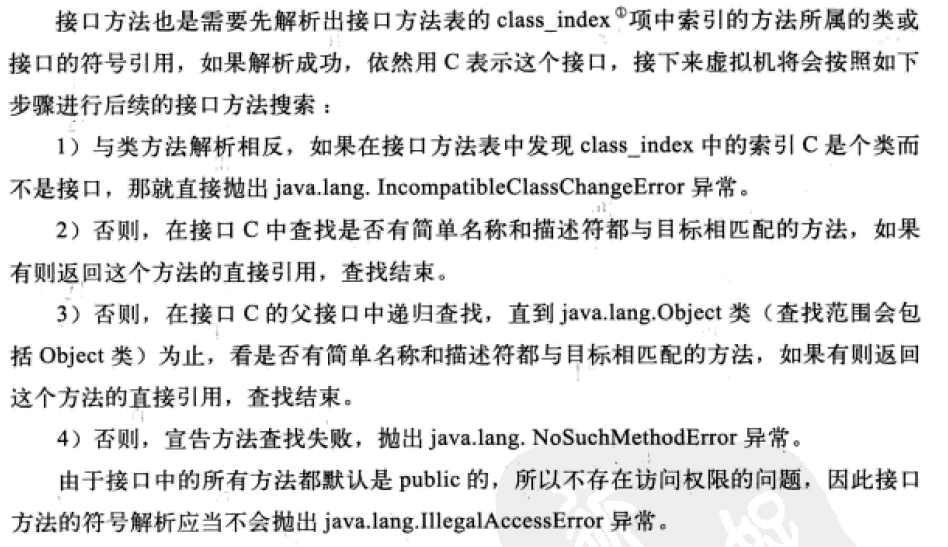 接口方法也是需要先解析出接口方法表的 class_index①项中索引的方法所属的类或
接口的符号引用，如果解析成功，依然用 C 表示这个接口，接下来虚拟机将会按照如下
步骤进行后续的接口方法搜索：
1）与类方法解析相反，如果在接口方法表中发现 class_index 中的索引 C 是个类而
不是接口，那就直接抛出 java.lang. IncompatibleClassChangeError 异常。
2）否则，在接口 C 中查找是否有简单名称和描述符都与目标相匹配的方法，如果
有则返回这个方法的直接引用，查找结束。
3）否则，在接口 C 的父接口中递归查找，直到 java.lang.Object 类（查找范围会包
括 Object 类）为止，看是否有简单名称和描述符都与目标相匹配的方法，如果有则返回
这个方法的直接引用，查找结束。
4）否则，宣告方法查找失败，抛出 java.lang. NoSuchMethodError 异常。
由于接口中的所有方法都默认是 public 的，所以不存在访问权限的问题，因此接口
方法的符号解析应当不会抛出 java.lang.IllegalAccessError 异常。